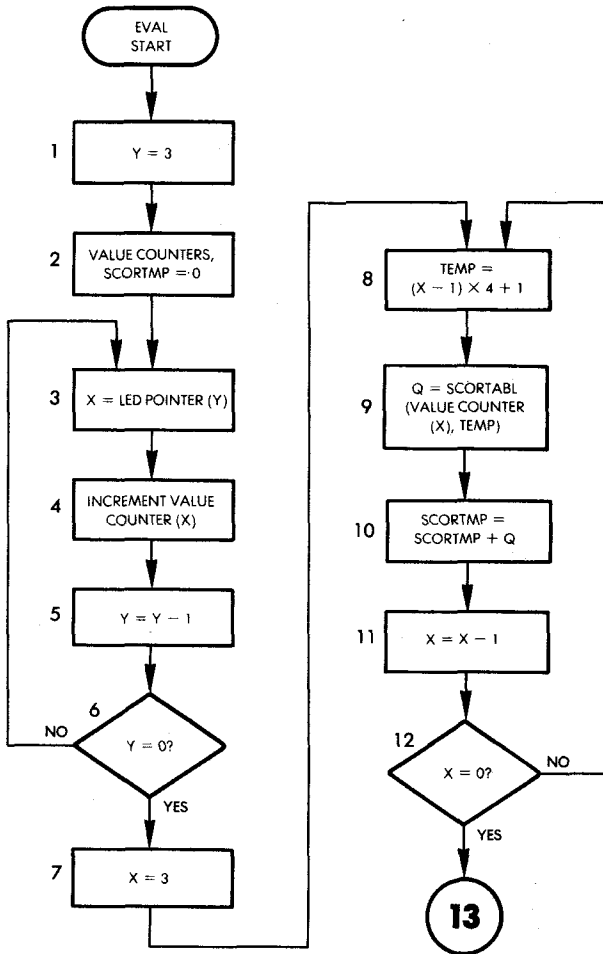 EVAL
START
1
Y = 3
2
VALUE COUNTERS,
SCORTMP = 0
3
X = LED POINTER (Y)
4
INCREMENT VALUE
COUNTER (X)
5
Y = Y − 1
6
Y = 0?
NO
YES
7
X = 3
8
TEMP =
(X − 1) × 4 + 1
9
Q = SCORTABL
(VALUE COUNTER
(X), TEMP)
10
SCORTMP =
SCORTMP + Q
11
X = X − 1
12
X = 0?
NO
YES
13